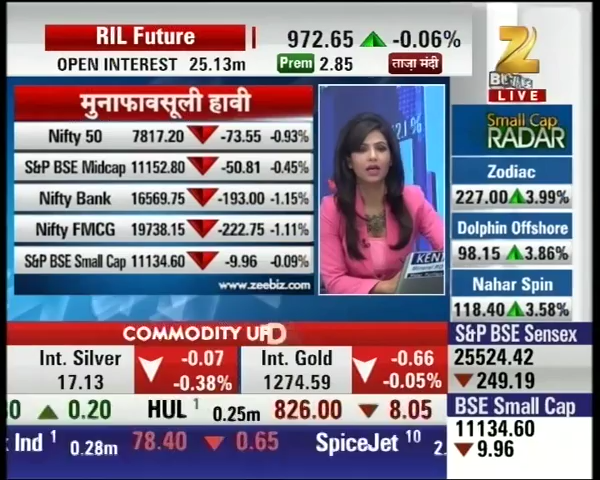 RIL Future
972.65 -0.06%
OPEN INTEREST 25.13m Prem 2.85 ताज़ा मंदी
LIVE
मुनाफावसूली हावी
Nifty 50 7817.20 -73.55 -0.93%
S&P BSE Midcap 11152.80 -50.81 -0.45%
Nifty Bank 16569.75 -193.00 -1.15%
Nifty FMCG 19738.15 -222.75 -1.11%
S&P BSE Small Cap 11134.60 -9.96 -0.09%
www.zeebiz.com
2.1%
KENT
Small Cap
RADAR
Zodiac
227.00 3.99%
Dolphin Offshore
98.15 3.86%
Nahar Spin
118.40 3.58%
COMMODITY UPD
Int. Silver -0.07
17.13 -0.38%
Int. Gold -0.66
1274.59 -0.05%
S&P BSE Sensex
25524.42
249.19
0.20 HUL 1 0.25m 826.00 8.05
BSE Small Cap
11134.60
9.96
Ind 1 0.28m 78.40 0.65 SpiceJet 10 2.